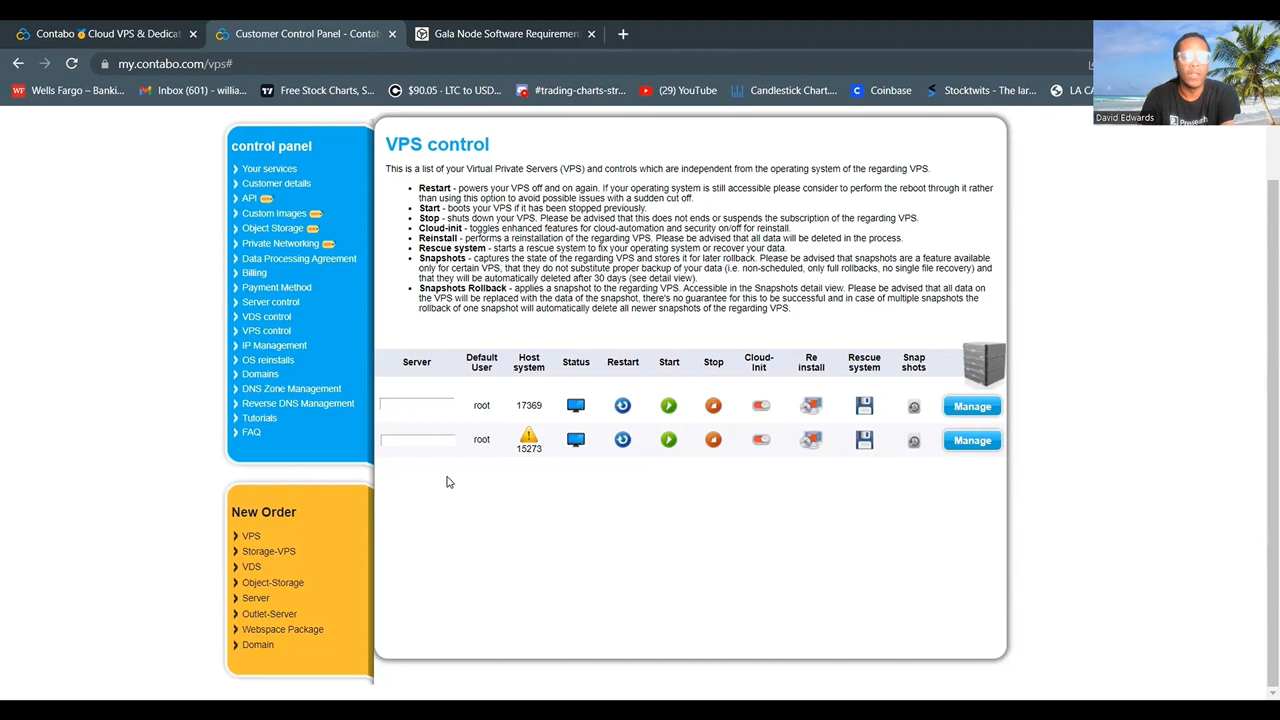 Contabo 🥇Cloud VPS & Dedicat
Customer Control Panel - Contab
Gala Node Software Requiremen
my.contabo.com/vps#
Wells Fargo – Banki...
Inbox (601) - willia...
Free Stock Charts, S...
$90.05 · LTC to USD...
#trading-charts-str...
(29) YouTube
Candlestick Chart...
Coinbase
Stocktwits - The lar...
LA CA
David Edwards
control panel
Your services
Customer details
API
Custom Images
Object Storage
Private Networking
Data Processing Agreement
Billing
Payment Method
Server control
VDS control
VPS control
IP Management
OS reinstalls
Domains
DNS Zone Management
Reverse DNS Management
Tutorials
FAQ
New Order
VPS
Storage-VPS
VDS
Object-Storage
Server
Outlet-Server
Webspace Package
Domain
VPS control
This is a list of your Virtual Private Servers (VPS) and controls which are independent from the operating system of the regarding VPS.
• Restart - powers your VPS off and on again. If your operating system is still accessible please consider to perform the reboot through it rather
than using this option to avoid possible issues with a sudden cut off.
• Start - boots your VPS if it has been stopped previously.
• Stop - shuts down your VPS. Please be advised that this does not ends or suspends the subscription of the regarding VPS.
• Cloud-init - toggles enhanced features for cloud-automation and security on/off for reinstall.
• Reinstall - performs a reinstallation of the regarding VPS. Please be advised that all data will be deleted in the process.
• Rescue system - starts a rescue system to fix your operating system or recover your data.
• Snapshots - captures the state of the regarding VPS and stores it for later rollback. Please be advised that snapshots are a feature available
only for certain VPS, that they do not substitute proper backup of your data (i.e. non-scheduled, only full rollbacks, no single file recovery) and
that they will be automatically deleted after 30 days (see detail view).
• Snapshots Rollback - applies a snapshot to the regarding VPS. Accessible in the Snapshots detail view. Please be advised that all data on
the VPS will be replaced with the data of the snapshot, there's no guarantee for this to be successful and in case of multiple snapshots the
rollback of one snapshot will automatically delete all newer snapshots of the regarding VPS.
Server Default User Host system Status Restart Start Stop Cloud-Init Re install Rescue system Snap shots
root 17369 Manage
root 15273 Manage